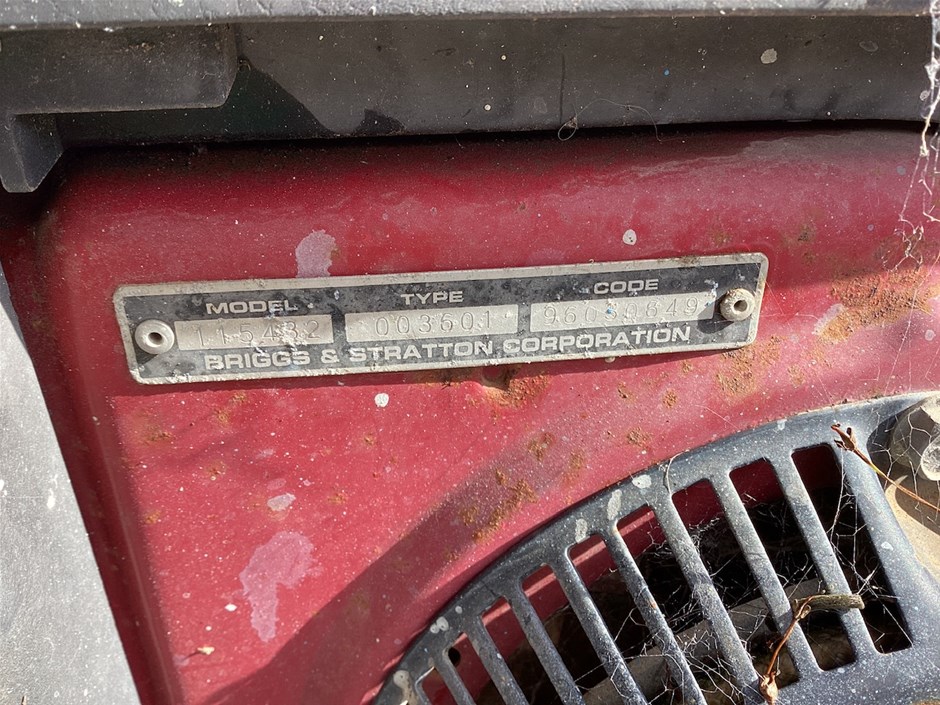 MODEL TYPE CODE
115432 003601
BRIGGS & STRATTON CORPORATION